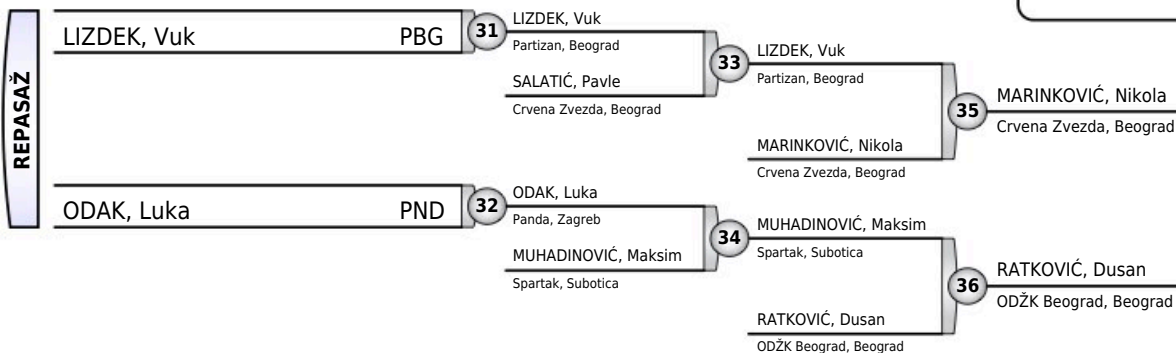 REPASAŽ
LIZDEK, Vuk PBG
31
LIZDEK, Vuk
Partizan, Beograd
SALATIĆ, Pavle
Crvena Zvezda, Beograd
33
LIZDEK, Vuk
Partizan, Beograd
MARINKOVIĆ, Nikola
Crvena Zvezda, Beograd
35
MARINKOVIĆ, Nikola
Crvena Zvezda, Beograd
ODAK, Luka PND
32
ODAK, Luka
Panda, Zagreb
MUHADINOVIĆ, Maksim
Spartak, Subotica
34
MUHADINOVIĆ, Maksim
Spartak, Subotica
RATKOVIĆ, Dusan
ODŽK Beograd, Beograd
36
RATKOVIĆ, Dusan
ODŽK Beograd, Beograd